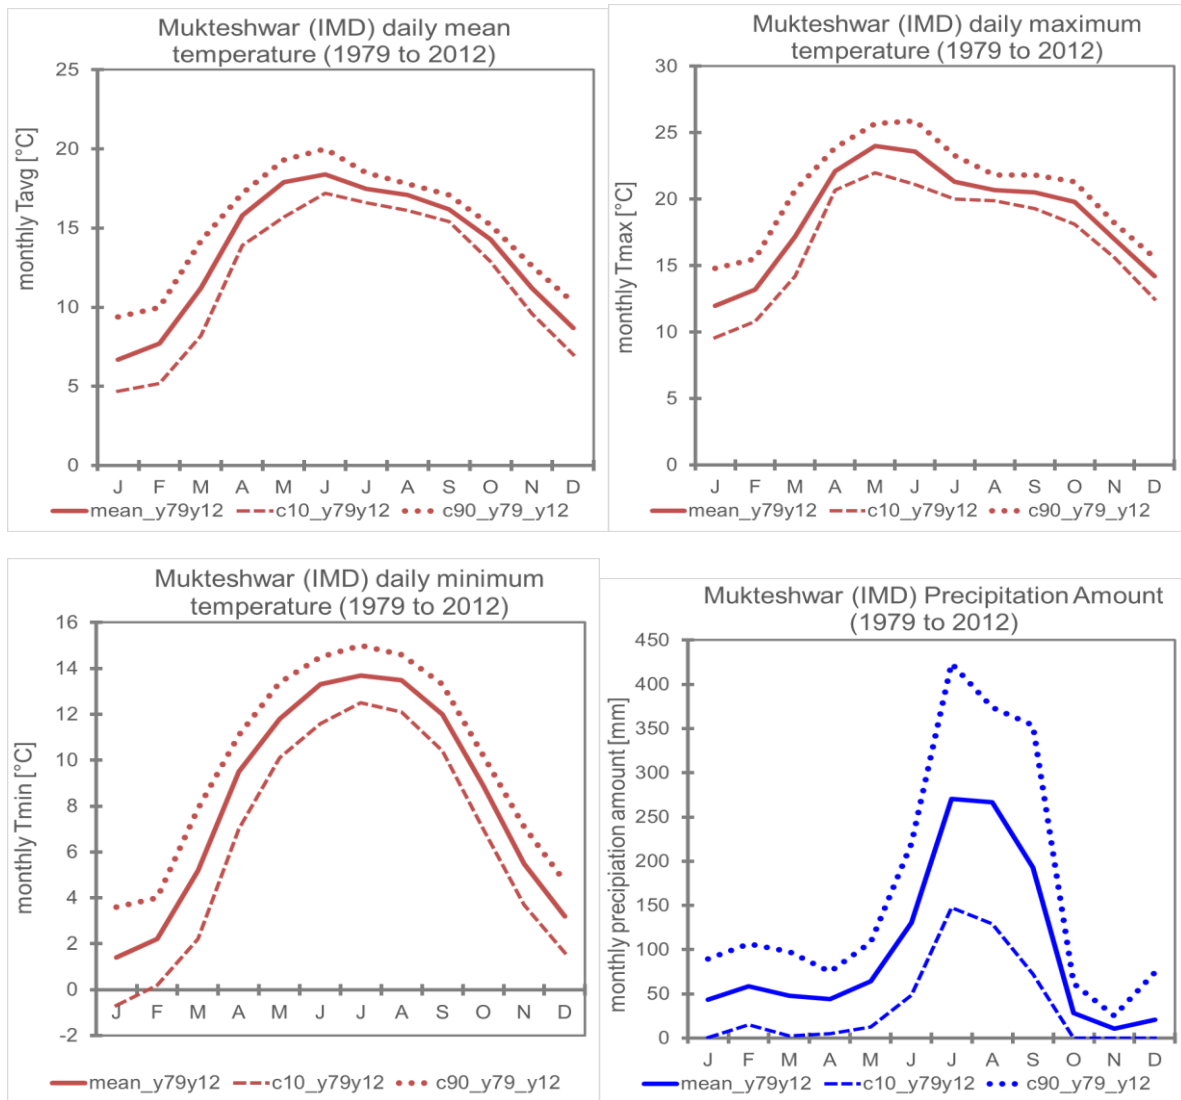 Mukteshwar (IMD) daily mean
temperature (1979 to 2012)
monthly Tavg [°C]
25
20
15
10
5
0
J F M A M J J A S O N D
mean_y79y12 c10_y79y12 c90_y79_y12
Mukteshwar (IMD) daily maximum
temperature (1979 to 2012)
monthly Tmax [°C]
30
25
20
15
10
5
0
J F M A M J J A S O N D
mean_y79y12 c10_y79y12 c90_y79_y12
Mukteshwar (IMD) daily minimum
temperature (1979 to 2012)
monthly Tmin [°C]
16
14
12
10
8
6
4
2
0
-2
J F M A M J J A S O N D
mean_y79y12 c10_y79y12 c90_y79_y12
Mukteshwar (IMD) Precipitation Amount
(1979 to 2012)
monthly precipiation amount [mm]
450
400
350
300
250
200
150
100
50
0
J F M A M J J A S O N D
mean_y79y12 c10_y79y12 c90_y79_y12